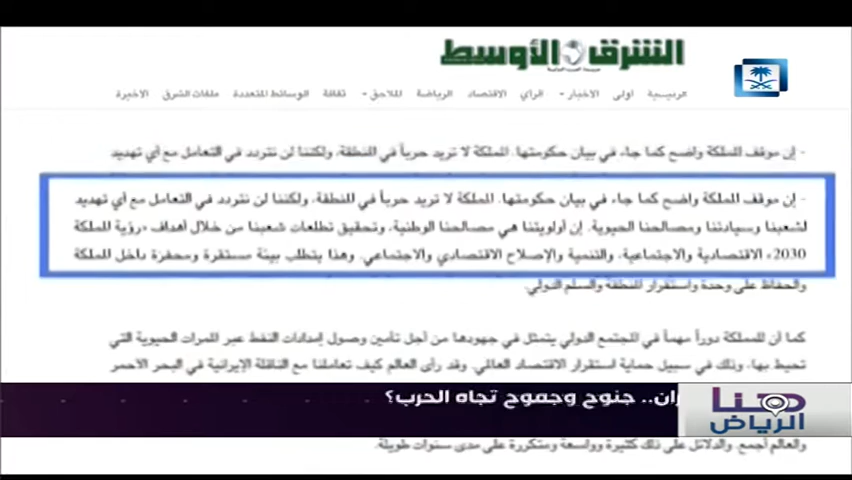 الشرق الأوسط
الرئيسية اولى الاخبار الرأي الاقتصاد الرياضة الملاحق ثقافة الوسائط المتعددة ملفات الشرق الاخيرة
- إن موقف المملكة واضح كما جاء في بيان حكومتها. المملكة لا تريد حرباً في المنطقة، ولكننا لن نتردد في التعامل مع أي تهديد
- إن موقف المملكة واضح كما جاء في بيان حكومتها. المملكة لا تريد حرباً في المنطقة، ولكننا لن نتردد في التعامل مع أي تهديد
لشعبنا وسيادتنا ومصالحنا الحيوية. إن أولويتنا هي مصالحنا الوطنية، وتحقيق تطلعات شعبنا من خلال أهداف «رؤية المملكة
2030» الاقتصادية والاجتماعية، والتنمية والإصلاح الاقتصادي والاجتماعي. وهذا يتطلب بيئة مستقرة ومحفزة داخل المملكة
والحفاظ على وحدة واستقرار المنطقة والسلم الدولي.
كما أن للمملكة دوراً مهماً في المجتمع الدولي يتمثل في جهودها من أجل تأمين وصول إمدادات النفط عبر الممرات الحيوية التي
تحيط بها، وذلك في سبيل حماية استقرار الاقتصاد العالمي. وقد رأى العالم كيف تعاملنا مع الناقلة الإيرانية في البحر الأحمر
ران.. جنوح وجموح تجاه الحرب؟
هنا
الرياض
والعالم أجمع. والدلائل على ذلك كثيرة وواسعة ومتكررة على مدى سنوات طويلة.